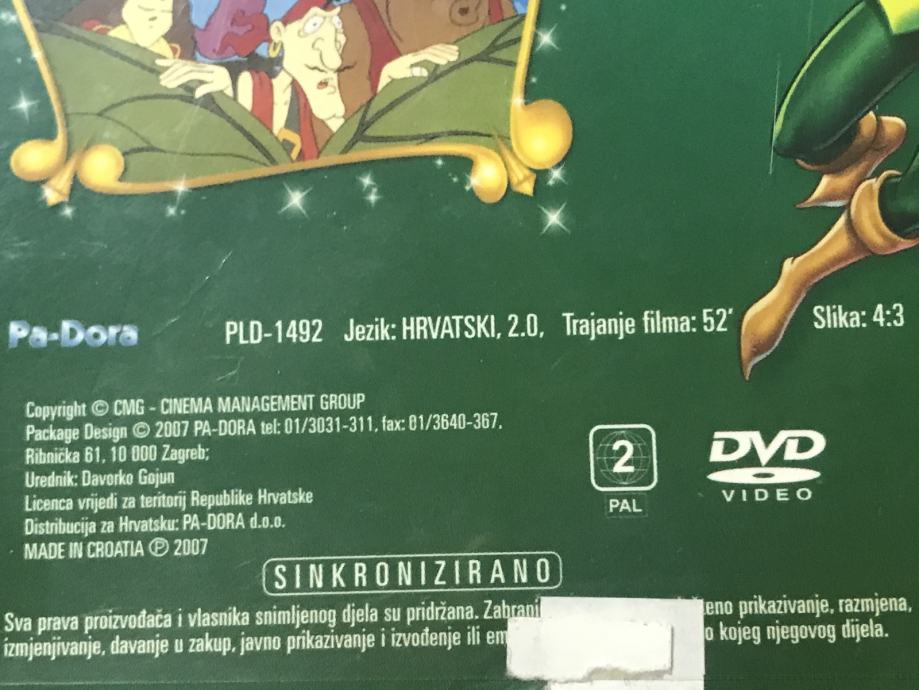 Pa-Dora PLD-1492 Jezik: HRVATSKI, 2.0, Trajanje filma: 52' Slika: 4:3
Copyright © CMG - CINEMA MANAGEMENT GROUP
Package Design © 2007 PA-DORA tel: 01/3031-311, fax: 01/3640-367,
Ribnička 61, 10 000 Zagreb;
Urednik: Davorko Gojun
Licenca vrijedi za teritorij Republike Hrvatske
Distribucija za Hrvatsku: PA-DORA d.o.o.
MADE IN CROATIA Ⓟ 2007
2
PAL
DVD
VIDEO
SINKRONIZIRANO
Sva prava proizvođača i vlasnika snimljenog djela su pridržana. prikazivanje, razmjena,
izmjenjivanje, davanje u zakup, javno prikazivanje i izvođenje ili kojeg njegovog dijela.